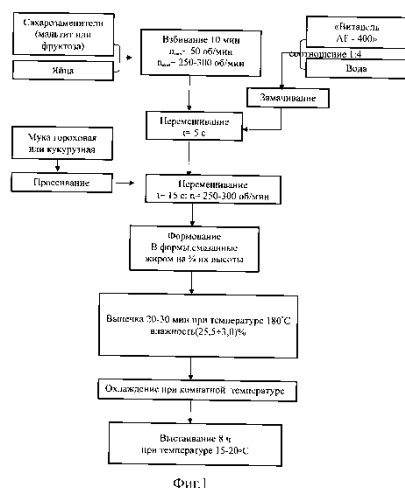 Сахарозаменители
(мальтит или
фруктоза)
Яйца
Взбивание 10 мин
50 об/мин
250-300 об/мин
«Витацель
AF - 400»
соотношение 1:4
Вода
Замачивание
Перемешивание
t= 5 с
Мука гороховая
или кукурузная
Просеивание
Перемешивание
t= 15 с; n= 250-300 об/мин
Формование
В формы,смазанные
жиром на ¾ их высоты
Выпечка 20-30 мин при температуре 180°С
влажность(25,5±3,0)%
Охлаждение при комнатной температуре
Выстаивание 8 ч
при температуре 15-20°С
Фиг.1